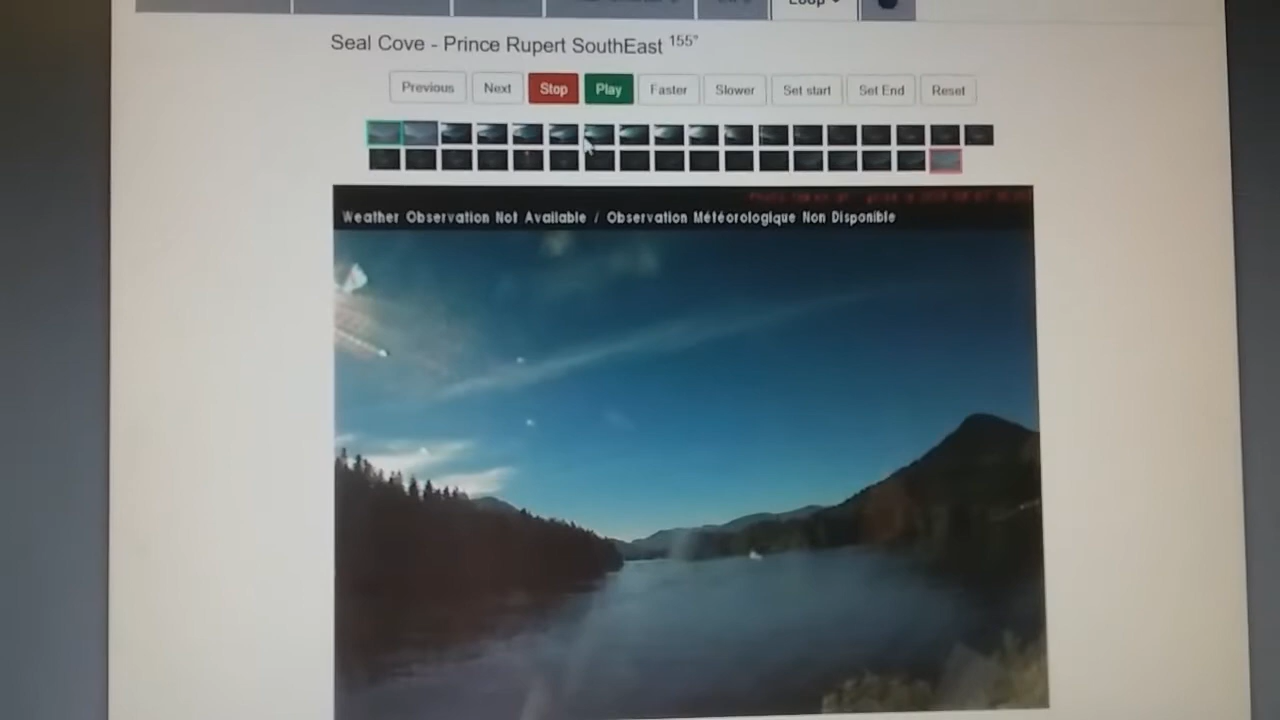 Loop
Seal Cove - Prince Rupert SouthEast 155°
Previous Next Stop Play Faster Slower Set start Set End Reset
Weather Observation Not Available / Observation Météorologique Non Disponible